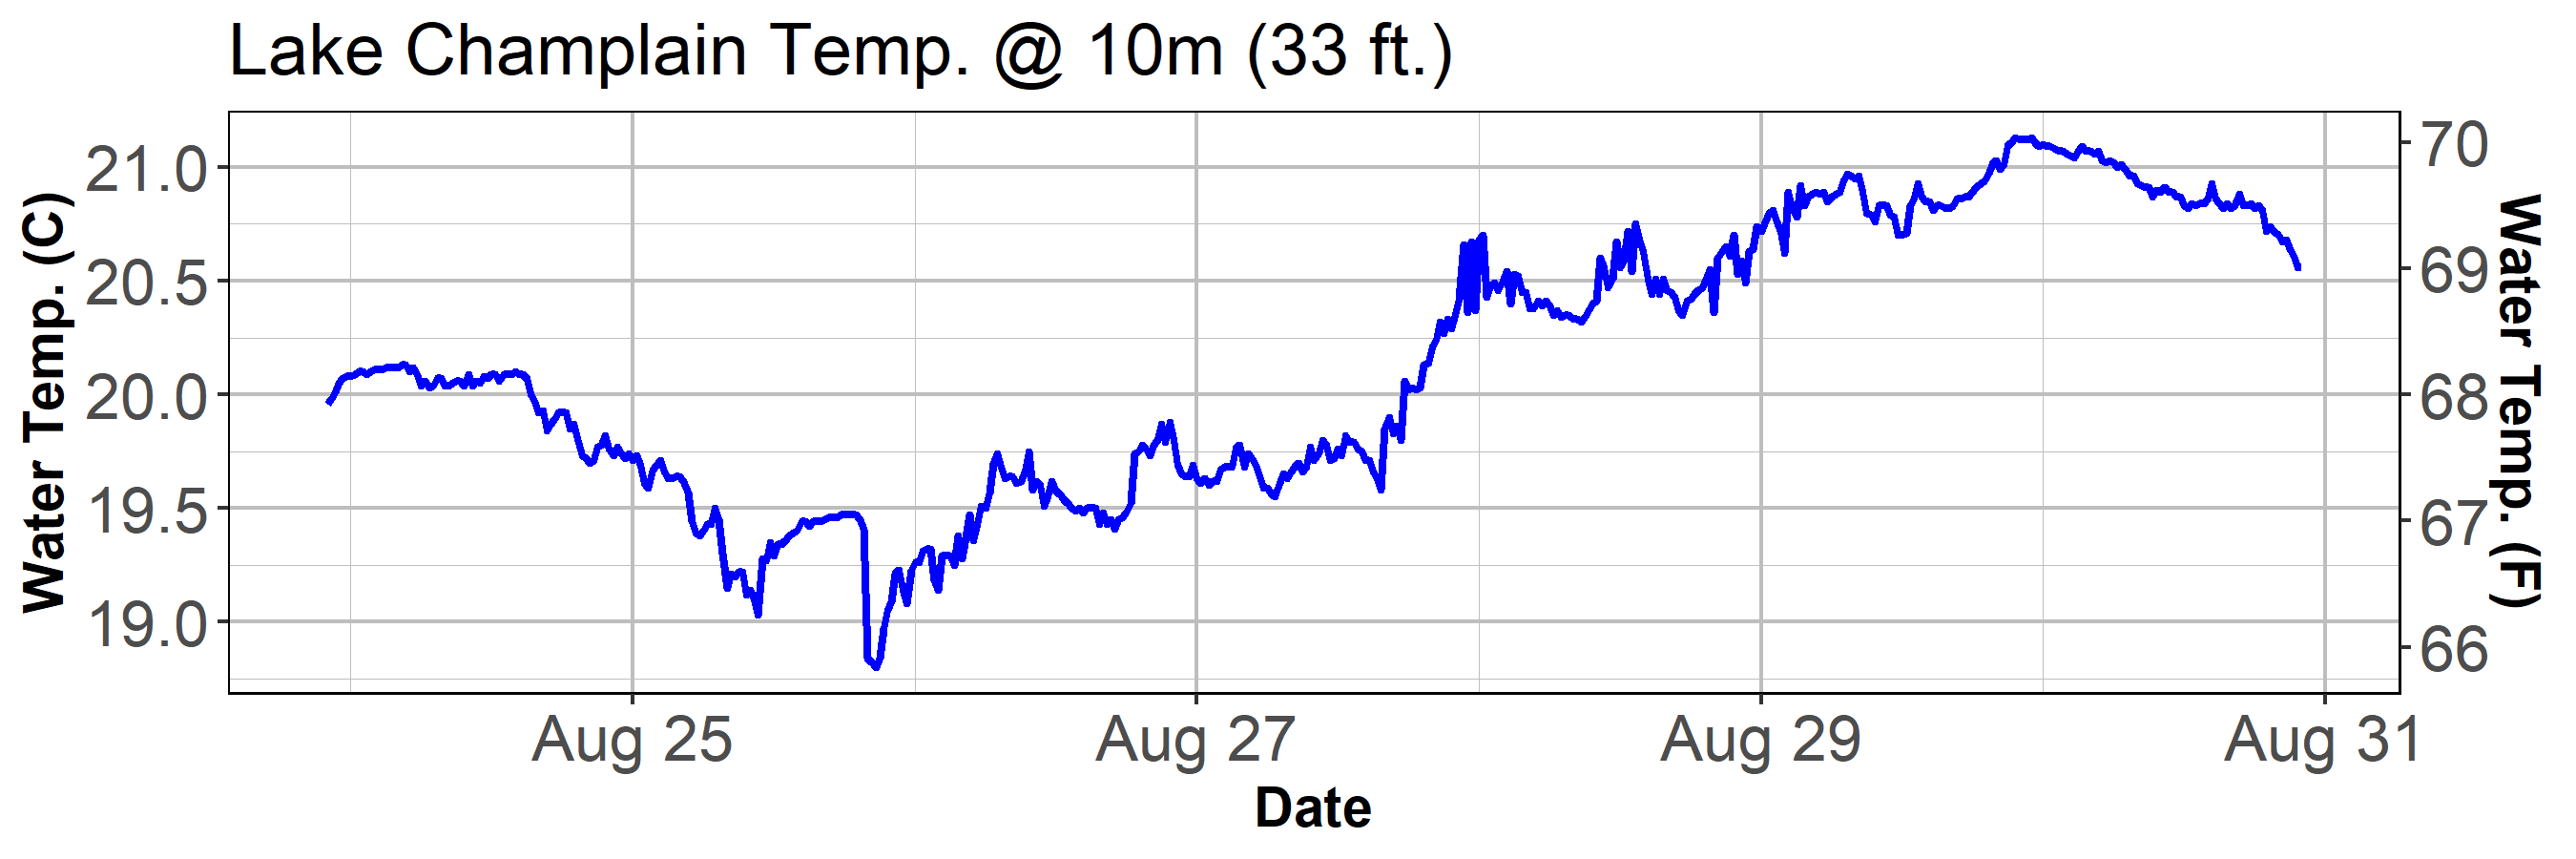 Lake Champlain Temp. @ 10m (33 ft.)
Water Temp. (C)
21.0
20.5
20.0
19.5
19.0
70
69
68
67
66
Water Temp. (F)
Aug 25
Aug 27
Aug 29
Aug 31
Date